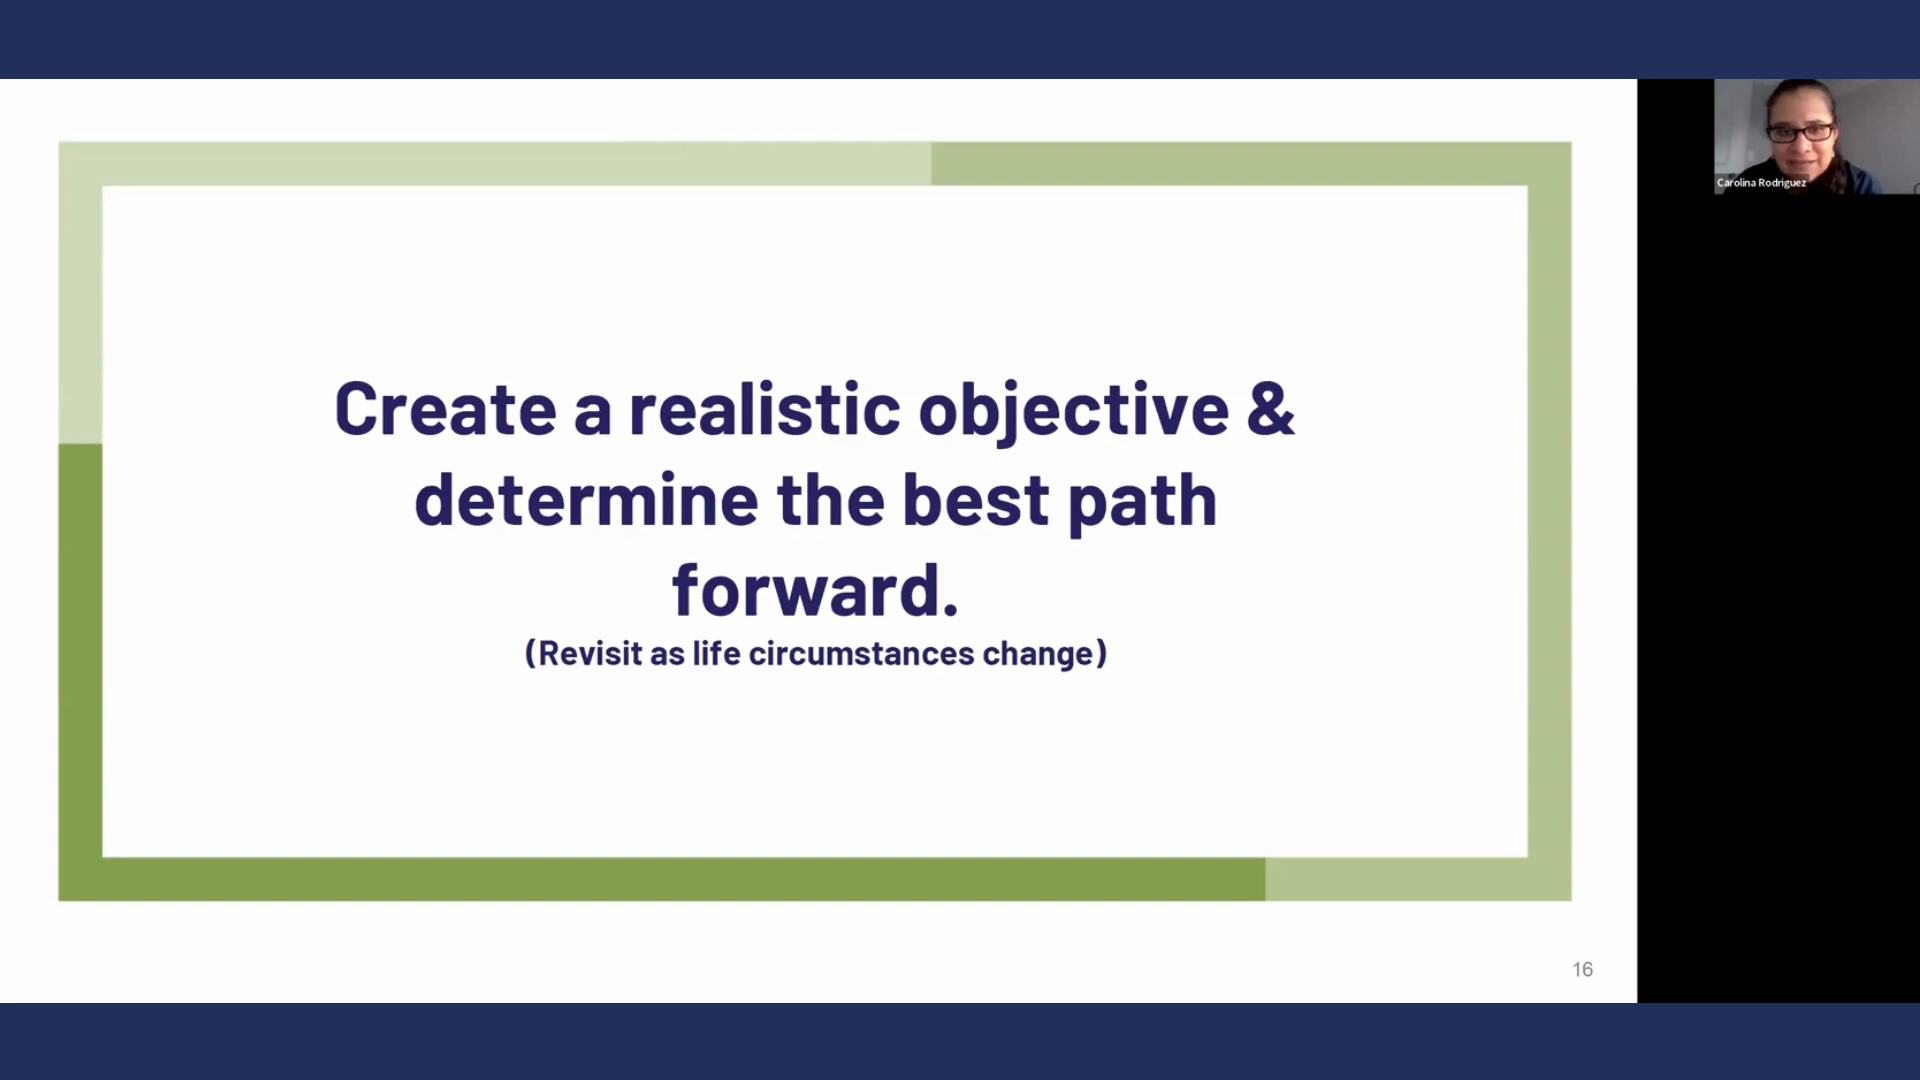 Create a realistic objective &
determine the best path
forward.
(Revisit as life circumstances change)
Carolina Rodriguez
16